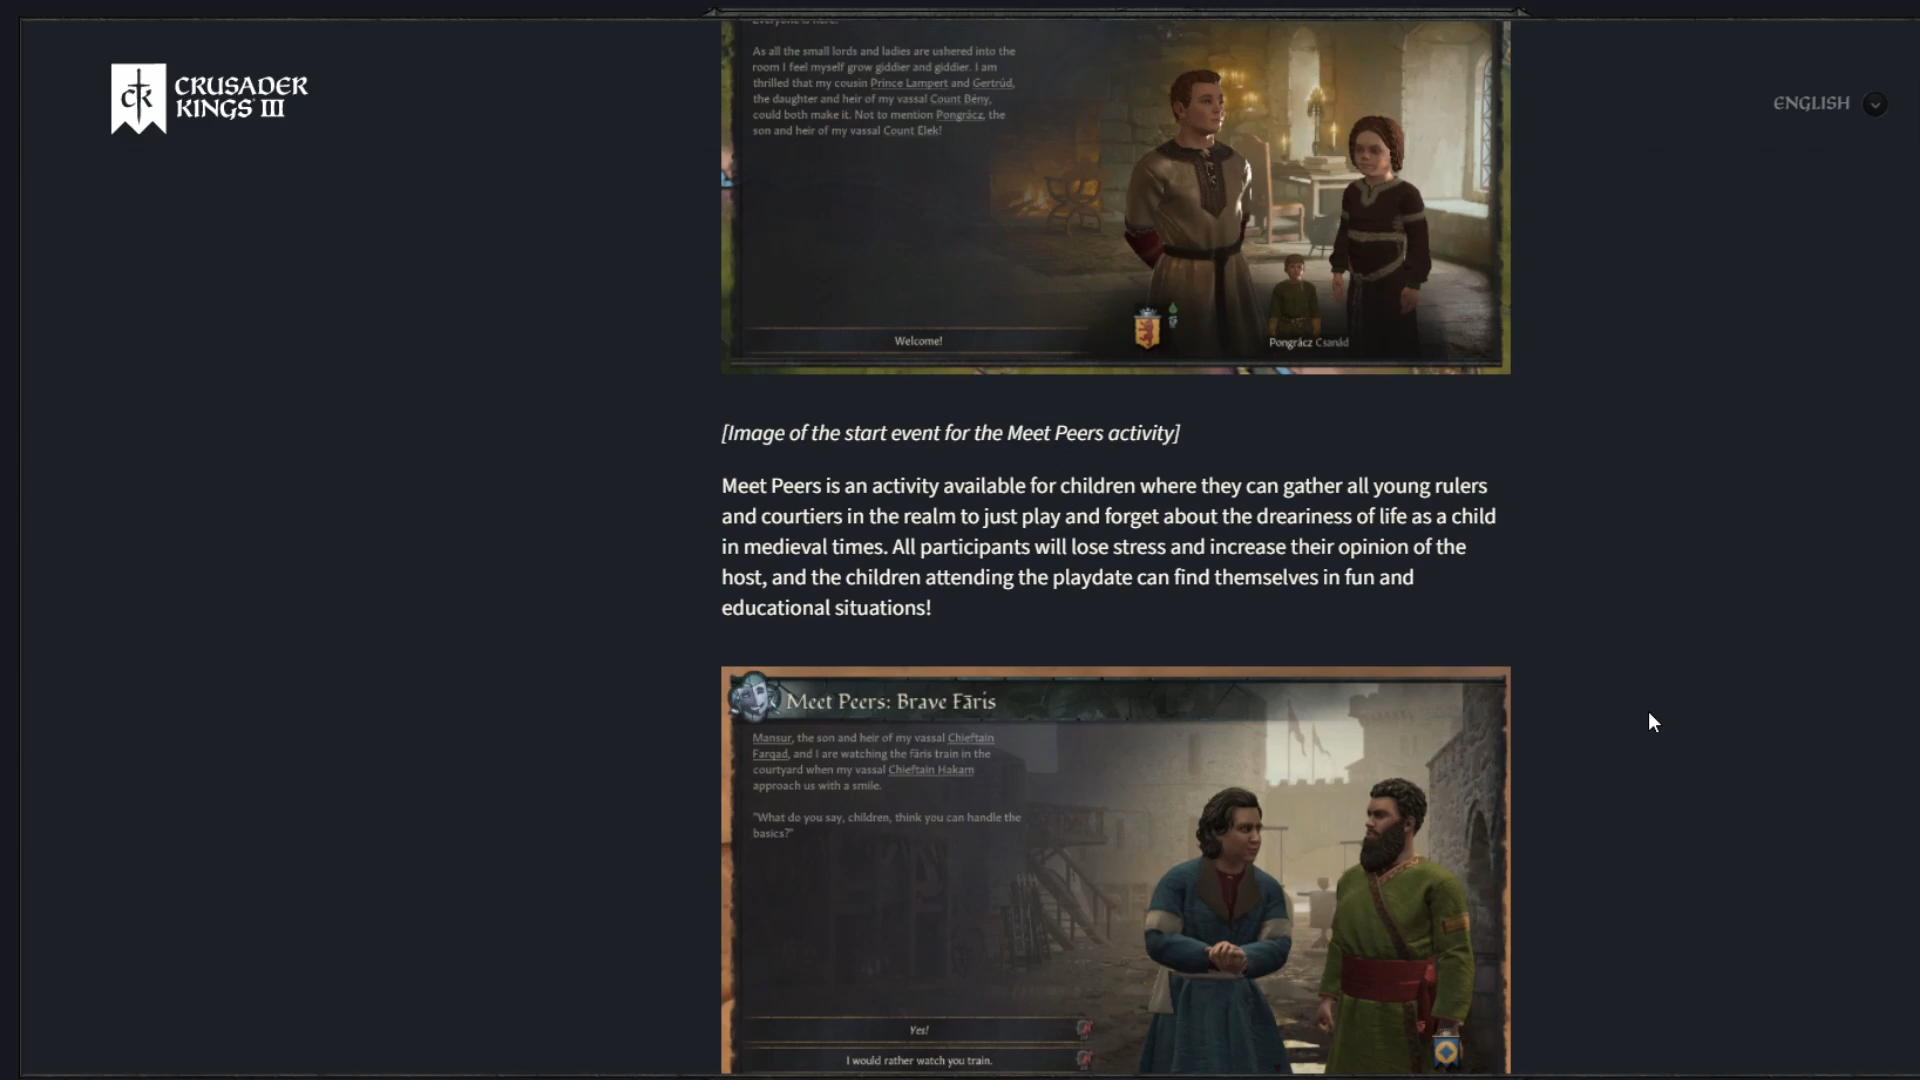 Everyone is here!
As all the small lords and ladies are ushered into the
room I feel myself grow giddier and giddier. I am
thrilled that my cousin Prince Lampert and Gertrúd,
the daughter and heir of my vassal Count Bény,
could both make it. Not to mention Pongrácz, the
son and heir of my vassal Count Elek!
CRUSADER
KINGS III
ENGLISH
Welcome!
Pongrácz Csanád
[Image of the start event for the Meet Peers activity]
Meet Peers is an activity available for children where they can gather all young rulers
and courtiers in the realm to just play and forget about the dreariness of life as a child
in medieval times. All participants will lose stress and increase their opinion of the
host, and the children attending the playdate can find themselves in fun and
educational situations!
Meet Peers: Brave Fāris
Mansur, the son and heir of my vassal Chieftain
Farqad, and I are watching the fāris train in the
courtyard when my vassal Chieftain Hakam
approach us with a smile.
"What do you say, children, think you can handle the
basics?"
Yes!
I would rather watch you train.